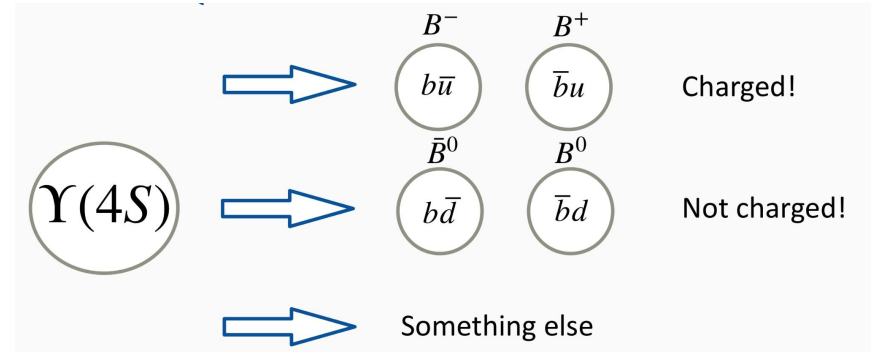 B⁻ B⁺
bū b̅u Charged!
B̄⁰ B⁰
ϒ(4S) bd̅ b̅d Not charged!
Something else